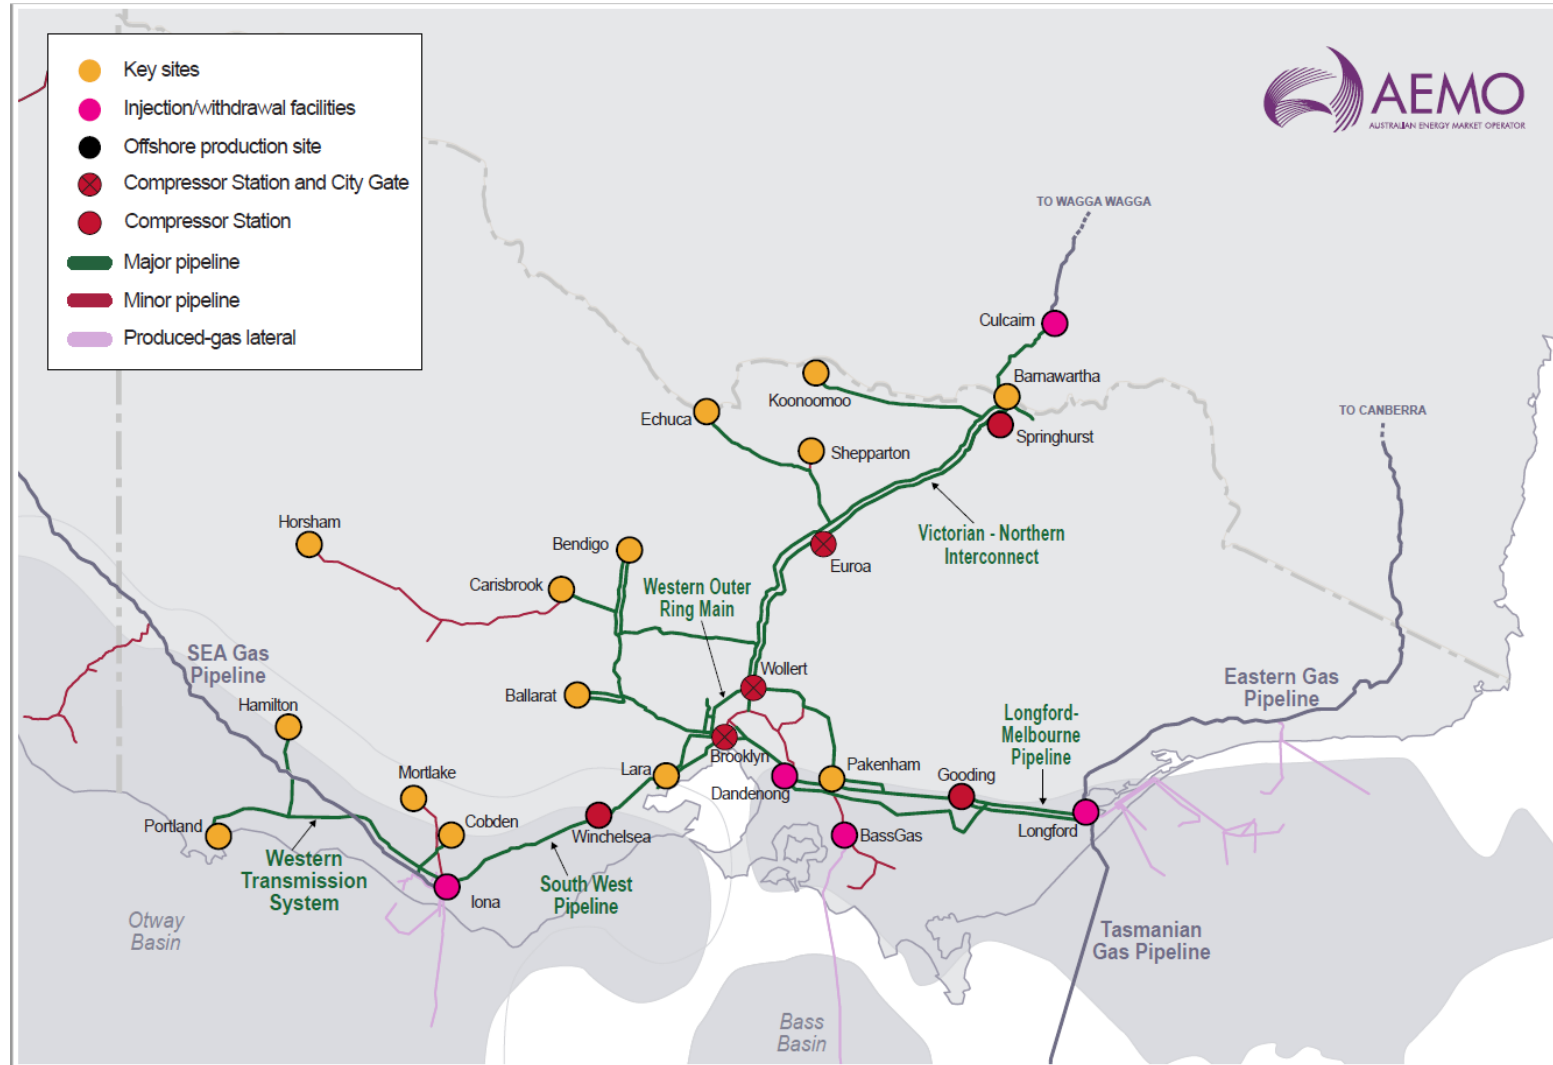 Key sites
Injection/withdrawal facilities
Offshore production site
Compressor Station and City Gate
Compressor Station
Major pipeline
Minor pipeline
Produced-gas lateral
AEMO
AUSTRALIAN ENERGY MARKET OPERATOR
TO WAGGA WAGGA
Culcairn
Barnawartha
Koonoomoo
Echuca
TO CANBERRA
Springhurst
Shepparton
Horsham
Bendigo
Victorian - Northern
Interconnect
Euroa
Carisbrook
Western Outer
Ring Main
SEA Gas
Pipeline
Wollert
Eastern Gas
Pipeline
Ballarat
Hamilton
Longford-
Melbourne
Pipeline
Brooklyn
Mortlake
Lara
Pakenham
Gooding
Dandenong
Portland
Cobden
Winchelsea
BassGas
Longford
Western
Transmission
System
South West
Pipeline
Iona
Otway
Basin
Tasmanian
Gas Pipeline
Bass
Basin